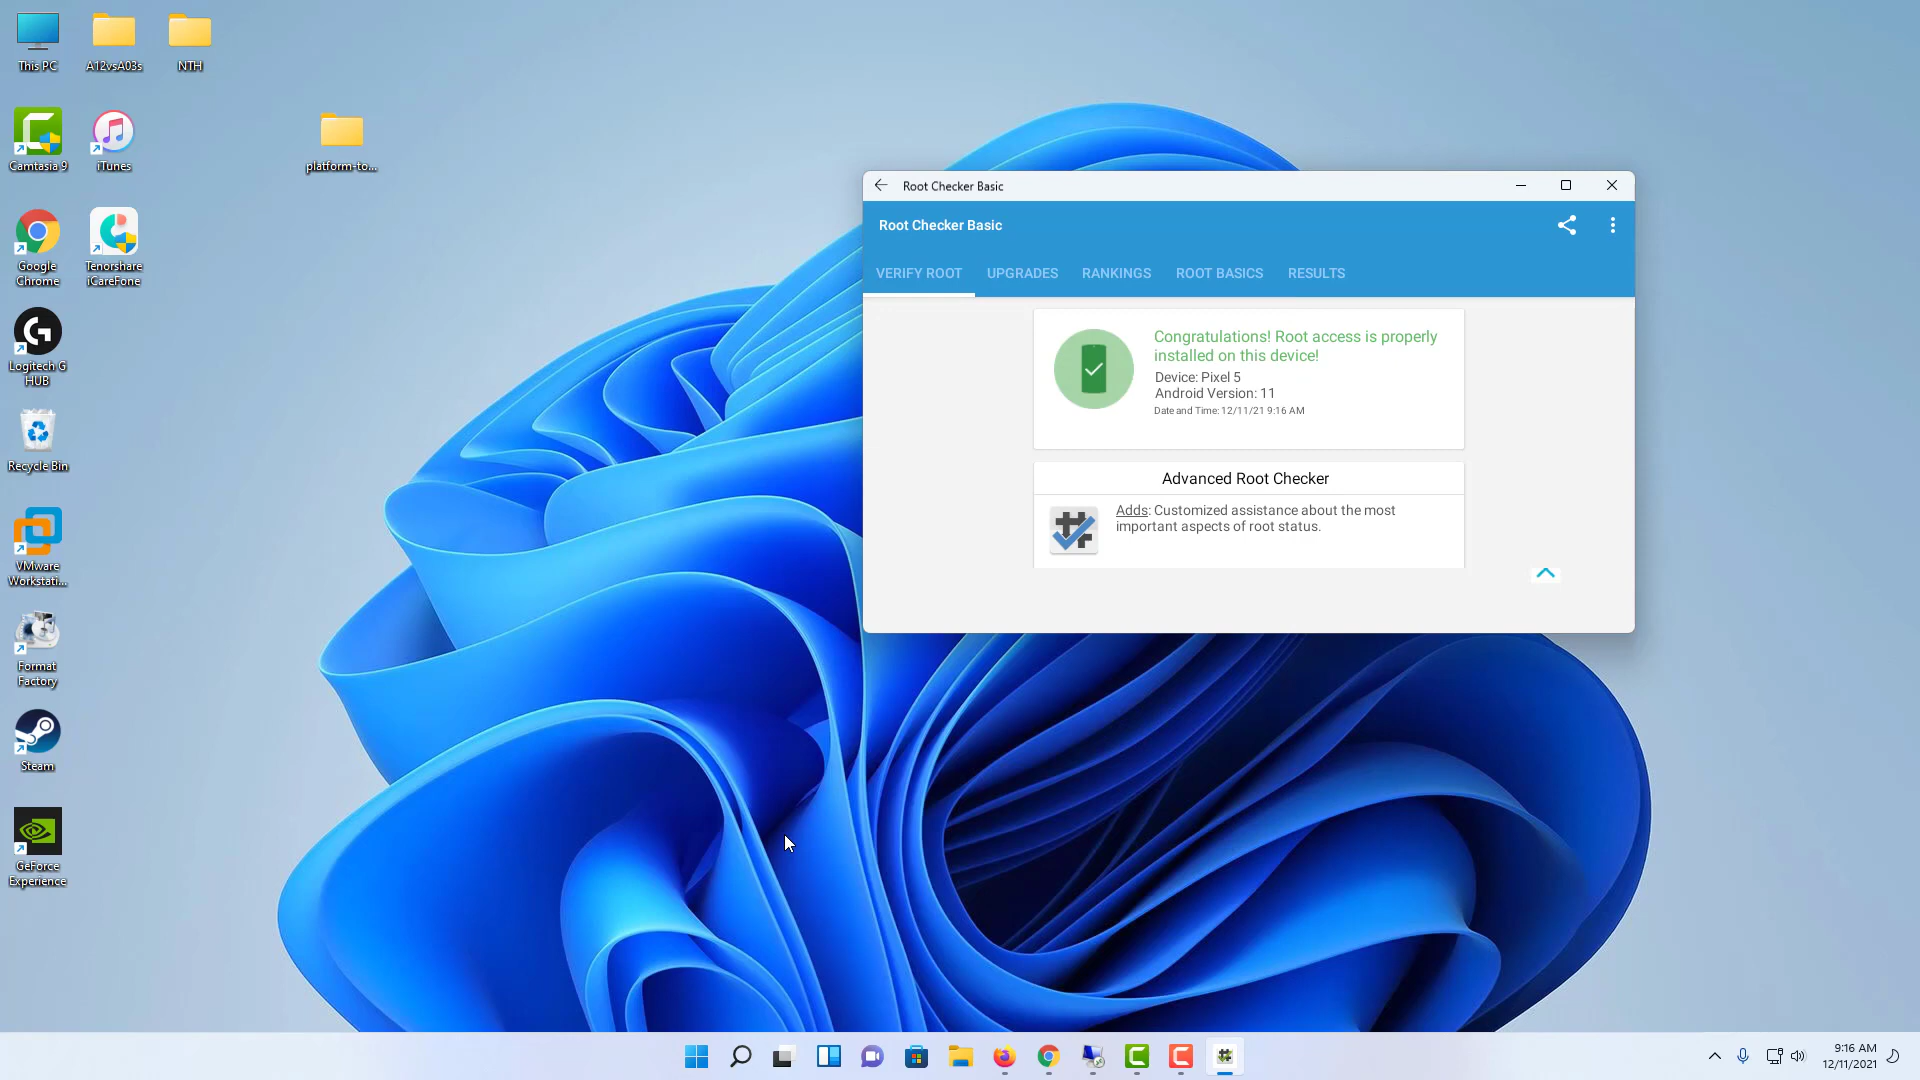 This PC
A12vsA03s
NTH
Camtasia 9
iTunes
platform-to...
Google
Chrome
Tenorshare
iCareFone
Logitech G
HUB
Recycle Bin
VMware
Workstati...
Format
Factory
Steam
GeForce
Experience
Root Checker Basic
Root Checker Basic
VERIFY ROOT
UPGRADES
RANKINGS
ROOT BASICS
RESULTS
Congratulations! Root access is properly
installed on this device!
Device: Pixel 5
Android Version: 11
Date and Time: 12/11/21 9:16 AM
Advanced Root Checker
Adds: Customized assistance about the most
important aspects of root status.
9:16 AM
12/11/2021